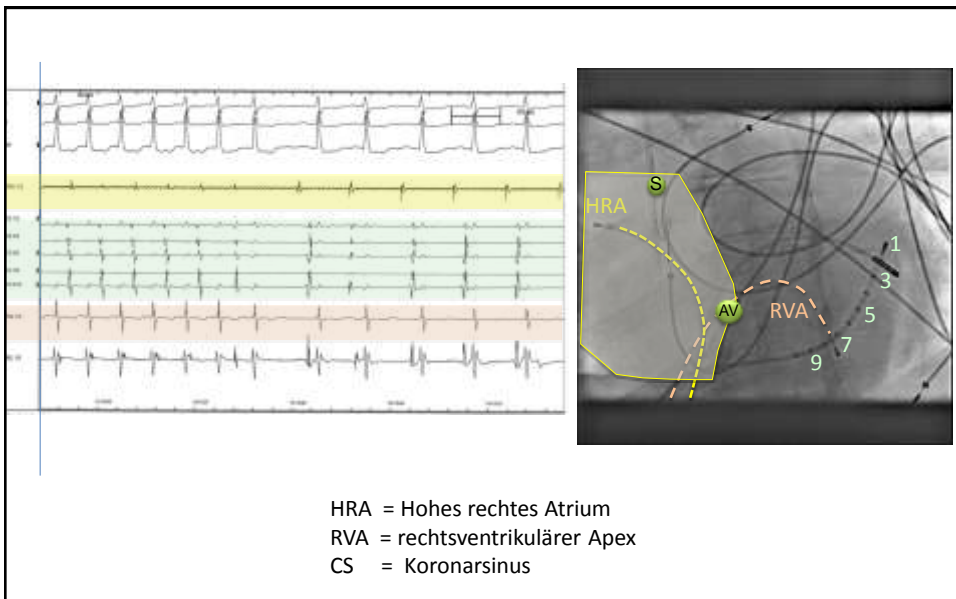 S
HRA
1
3
AV
RVA
5
7
9
HRA = Hohes rechtes Atrium
RVA = rechtsventrikulärer Apex
CS = Koronarsinus